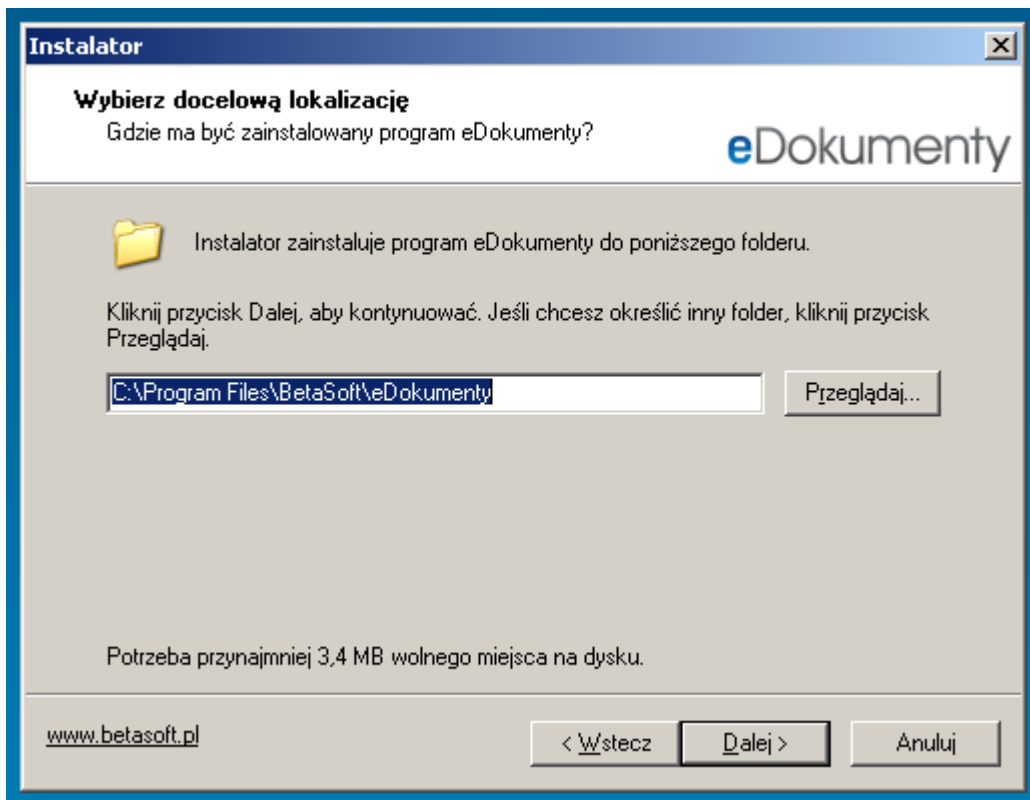 Instalator
Wybierz docelową lokalizację
Gdzie ma być zainstalowany program eDokumenty?
eDokumenty
Instalator zainstaluje program eDokumenty do poniższego folderu.
Kliknij przycisk Dalej, aby kontynuować. Jeśli chcesz określić inny folder, kliknij przycisk
Przeglądaj.
C:\Program Files\BetaSoft\eDokumenty
Przeglądaj...
Potrzeba przynajmniej 3,4 MB wolnego miejsca na dysku.
www.betasoft.pl
< Wstecz
Dalej >
Anuluj